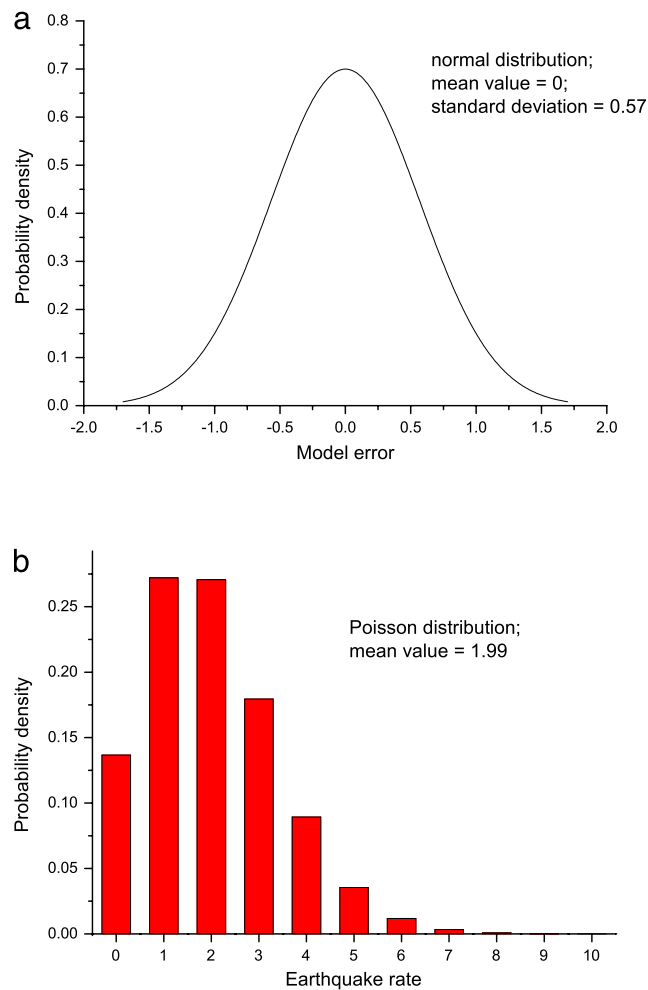 a
0.8
0.7
0.6
0.5
0.4
0.3
0.2
0.1
0.0
Probability density
normal distribution;
mean value = 0;
standard deviation = 0.57
-2.0 -1.5 -1.0 -0.5 0.0 0.5 1.0 1.5 2.0
Model error
b
0.25
0.20
0.15
0.10
0.05
0.00
Probability density
Poisson distribution;
mean value = 1.99
0 1 2 3 4 5 6 7 8 9 10
Earthquake rate